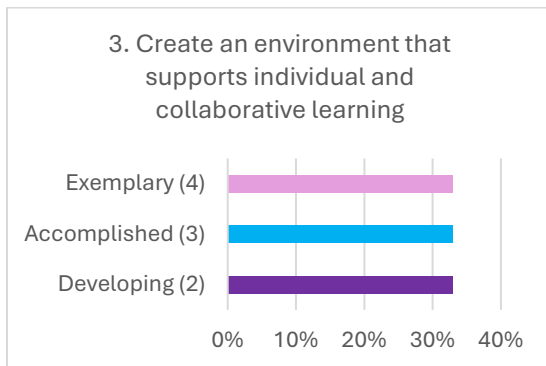 3. Create an environment that
supports individual and
collaborative learning
Exemplary (4)
Accomplished (3)
Developing (2)
0% 10% 20% 30% 40%